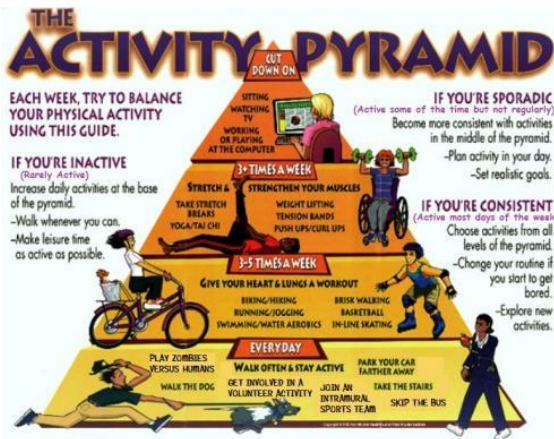 THE
ACTIVITY PYRAMID
EACH WEEK, TRY TO BALANCE
YOUR PHYSICAL ACTIVITY
USING THIS GUIDE.
IF YOU'RE INACTIVE
(Rarely Active)
Increase daily activities at the base
of the pyramid.
-Walk whenever you can.
-Make leisure time
as active as possible.
CUT
DOWN ON
SITTING
WATCHING
TV
WORKING
OR PLAYING
AT THE COMPUTER
IF YOU'RE SPORADIC
(Active some of the time but not regularly)
Become more consistent with activities
in the middle of the pyramid.
-Plan activity in your day.
-Set realistic goals.
IF YOU'RE CONSISTENT
(Active most days of the week
Choose activities from all
levels of the pyramid.
-Change your routine if
you start to get
bored.
-Explore new
activities.
3+ TIMES A WEEK
STRETCH & STRENGTHEN YOUR MUSCLES
TAKE STRETCH
BREAKS
YOGA/TAI CHI
WEIGHT LIFTING
TENSION BANDS
PUSH UPS/CURL UPS
3-5 TIMES A WEEK
GIVE YOUR HEART & LUNGS A WORKOUT
BIKING/HIKING
RUNNING/JOGGING
SWIMMING/WATER AEROBICS
BRISK WALKING
BASKETBALL
IN-LINE SKATING
EVERYDAY
WALK OFTEN & STAY ACTIVE
PLAY ZOMBIES
VERSUS HUMANS
WALK THE DOG
GET INVOLVED IN A
VOLUNTEER ACTIVITY
JOIN AN
INTRAMURAL
SPORTS TEAM
PARK YOUR CAR
FARTHER AWAY
TAKE THE STAIRS
SKIP THE BUS